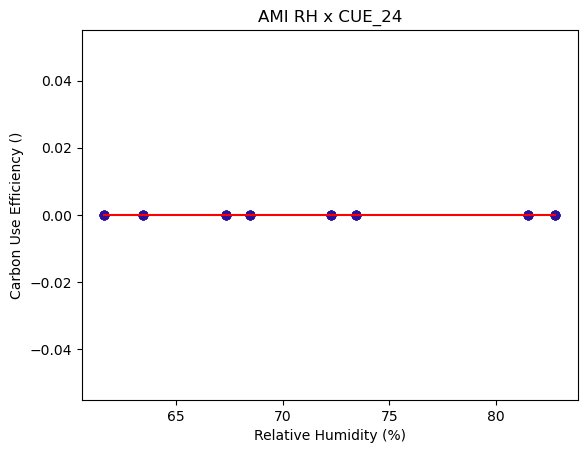 AMI RH x CUE_24
Carbon Use Efficiency ()
0.04
0.02
0.00
−0.02
−0.04
65 70 75 80
Relative Humidity (%)